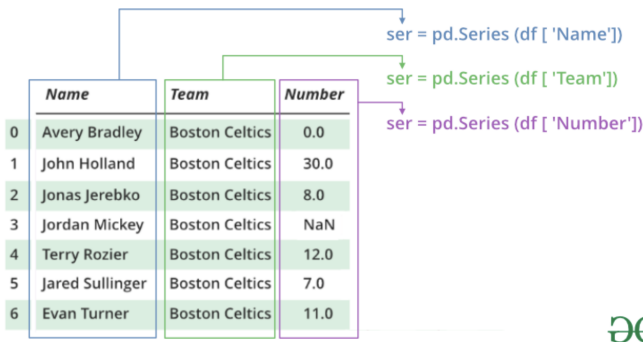 ser = pd.Series (df [ 'Name'])
ser = pd.Series (df [ 'Team'])
ser = pd.Series (df [ 'Number'])
Name Team Number
0 Avery Bradley Boston Celtics 0.0
1 John Holland Boston Celtics 30.0
2 Jonas Jerebko Boston Celtics 8.0
3 Jordan Mickey Boston Celtics NaN
4 Terry Rozier Boston Celtics 12.0
5 Jared Sullinger Boston Celtics 7.0
6 Evan Turner Boston Celtics 11.0